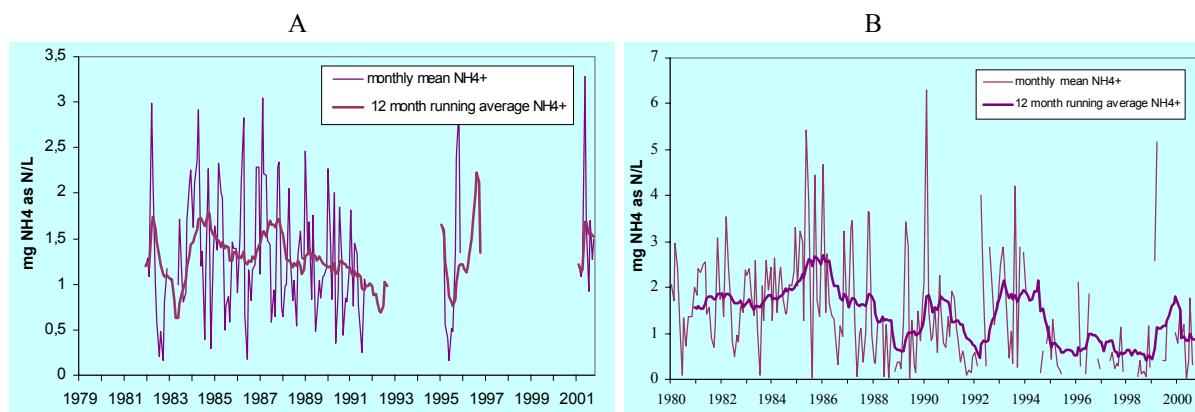 A
B
3,5
3
2,5
2
1,5
1
0,5
0
mg NH4 as N/L
monthly mean NH4+
12 month running average NH4+
1979 1981 1983 1985 1987 1989 1991 1993 1995 1997 1999 2001
7
6
5
4
3
2
1
0
mg NH4 as N/L
monthly mean NH4+
12 month running average NH4+
1980 1982 1984 1986 1988 1990 1992 1994 1996 1998 2000